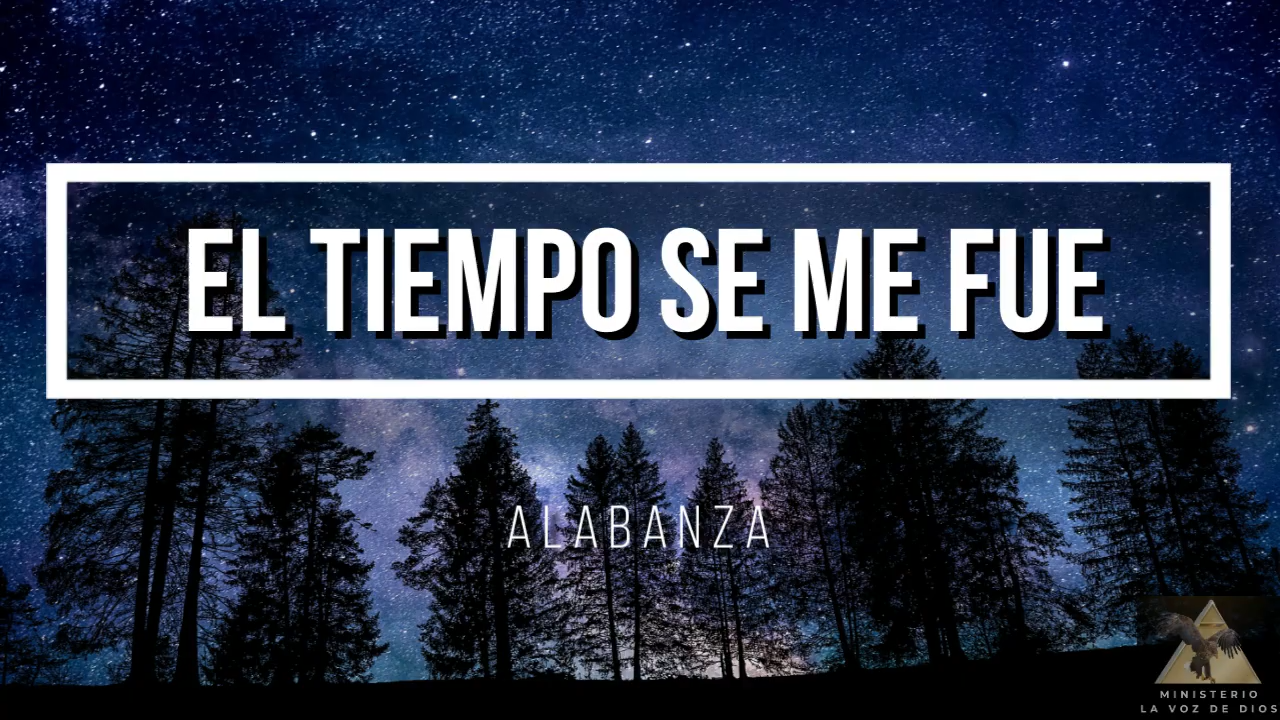 EL TIEMPO SE ME FUE
ALABANZA
MINISTERIO
LA VOZ DE DIOS